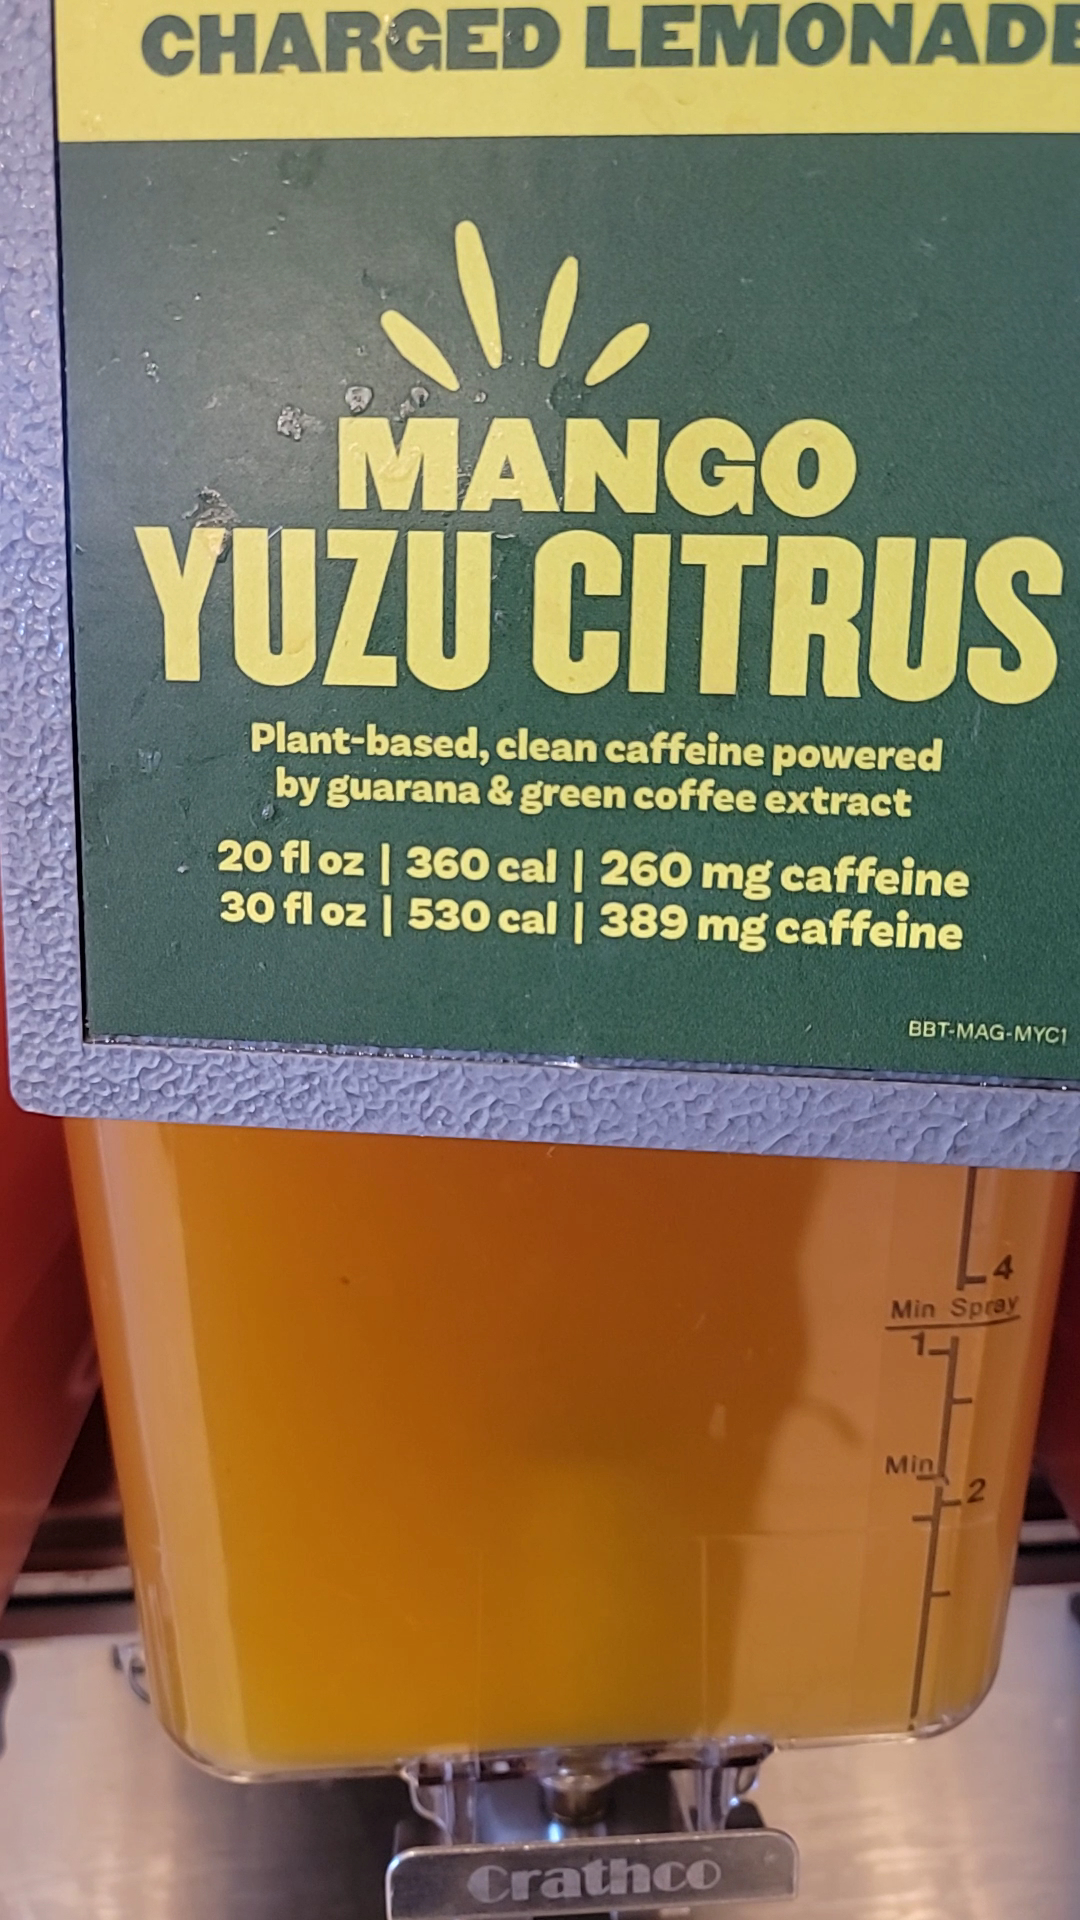 CHARGED LEMONADE
MANGO
YUZU CITRUS
Plant-based, clean caffeine powered
by guarana & green coffee extract
20 fl oz | 360 cal | 260 mg caffeine
30 fl oz | 530 cal | 389 mg caffeine
BBT-MAG-MYC1
4
Min Spray
1
Min
2
Crathco